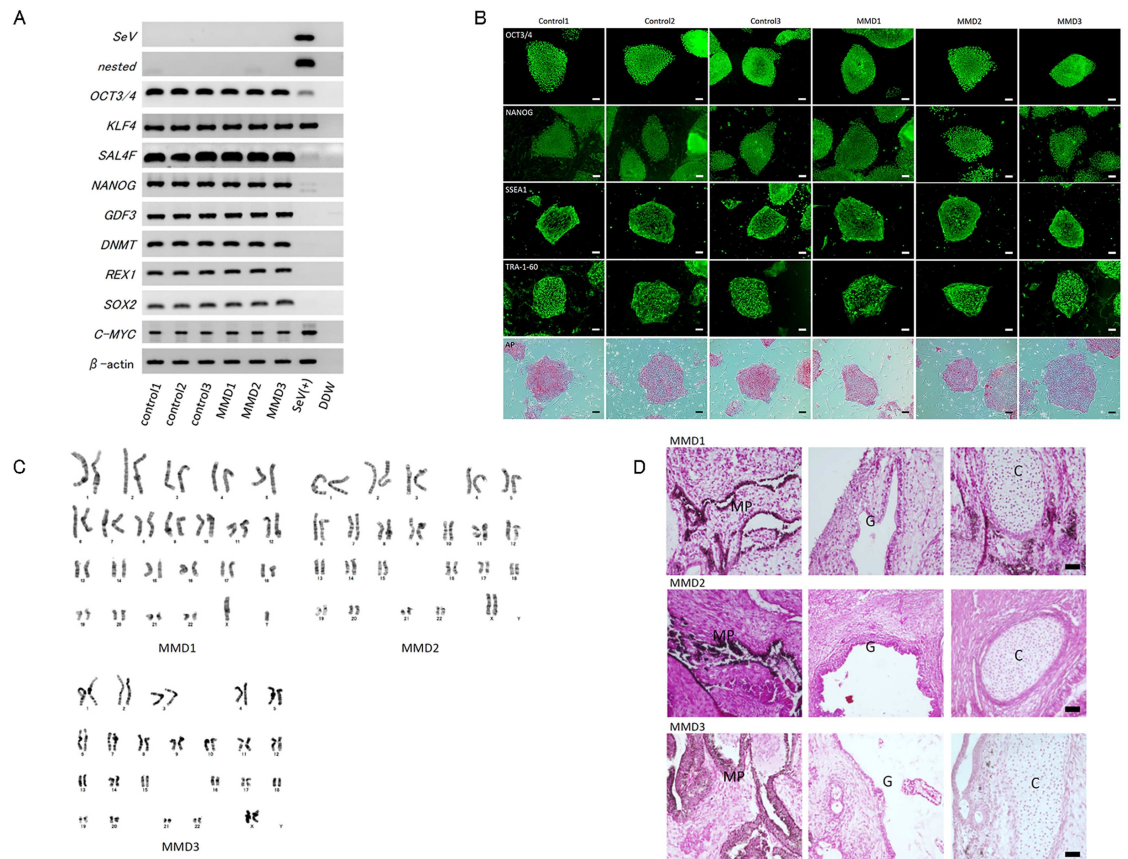 A
SeV
nested
OCT3/4
KLF4
SAL4F
NANOG
GDF3
DNMT
REX1
SOX2
C-MYC
β-actin
control1
control2
control3
MMD1
MMD2
MMD3
SeV(+)
DDW
B
Control1 Control2 Control3 MMD1 MMD2 MMD3
OCT3/4
NANOG
SSEA1
TRA-1-60
AP
C
1 2 3 4 5
6 7 8 9 10 11 12
13 14 15 16 17 18
19 20 21 22 X Y
MMD1
6 7 8 9 10 11 12
13 14 15 16 17 18
19 20 21 22 X Y
MMD2
1 2 3 4 5
6 7 8 9 10 11 12
13 14 15 16 17 18
19 20 21 22 X Y
MMD3
D
MMD1
MP G C
MMD2
MP G C
MMD3
MP G C